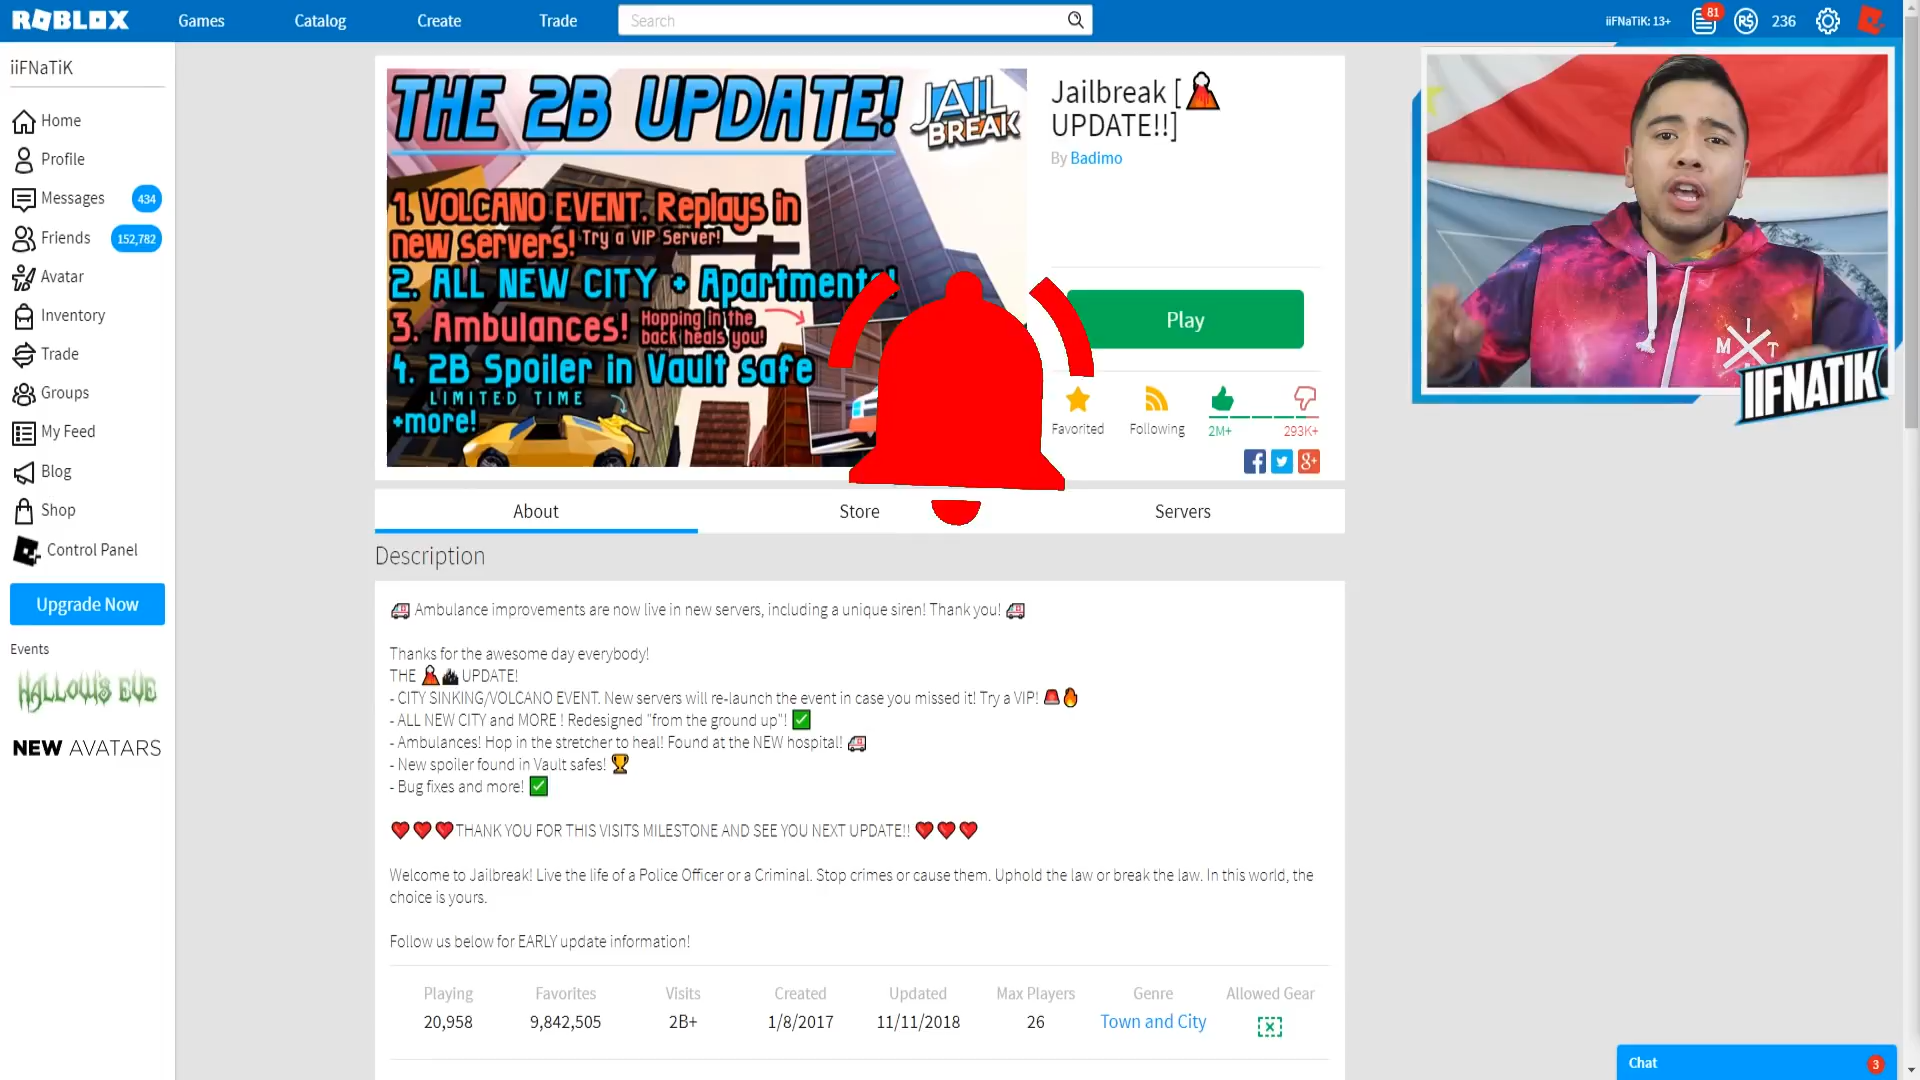 ROBLOX
Games
Catalog
Create
Trade
Search
iiFNaTiK: 13+
81
236
iiFNaTiK
Home
Profile
Messages
434
Friends
152,782
Avatar
Inventory
Trade
Groups
My Feed
Blog
Shop
Control Panel
Upgrade Now
Events
HALLOW'S EVE
NEW AVATARS
THE 2B UPDATE!
JAIL
BREAK
1. VOLCANO EVENT. Replays in
new servers! Try a VIP Server!
2. ALL NEW CITY + Apartments!
3. Ambulances! Hopping in the
back heals you!
4. 2B Spoiler in Vault safe
LIMITED TIME
+more!
Jailbreak [🌋
UPDATE!!]
By Badimo
Play
Favorited
Following
2M+
293K+
About
Store
Servers
Description
🚑 Ambulance improvements are now live in new servers, including a unique siren! Thank you! 🚑
Thanks for the awesome day everybody!
THE 🌋 UPDATE!
- CITY SINKING/VOLCANO EVENT. New servers will re-launch the event in case you missed it! Try a VIP! 🚨🔥
- ALL NEW CITY and MORE ! Redesigned "from the ground up"! ✅
- Ambulances! Hop in the stretcher to heal! Found at the NEW hospital! 🚑
- New spoiler found in Vault safes! 🏆
- Bug fixes and more! ✅
❤❤❤THANK YOU FOR THIS VISITS MILESTONE AND SEE YOU NEXT UPDATE!! ❤❤❤
Welcome to Jailbreak! Live the life of a Police Officer or a Criminal. Stop crimes or cause them. Uphold the law or break the law. In this world, the
choice is yours.
Follow us below for EARLY update information!
Playing
20,958
Favorites
9,842,505
Visits
2B+
Created
1/8/2017
Updated
11/11/2018
Max Players
26
Genre
Town and City
Allowed Gear
M I T
IIFNATIK
Chat
3